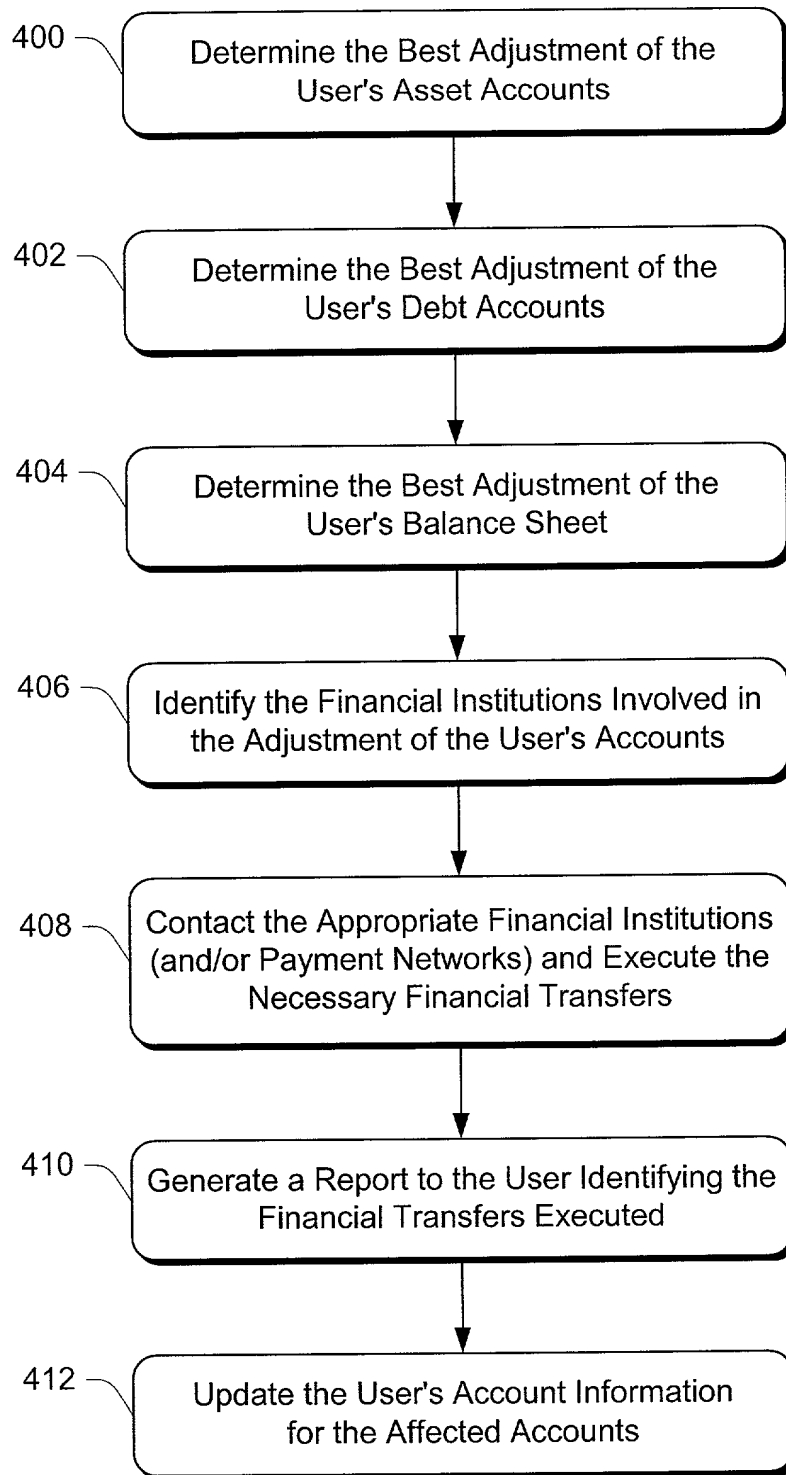 400
Determine the Best Adjustment of the
User's Asset Accounts
402
Determine the Best Adjustment of the
User's Debt Accounts
404
Determine the Best Adjustment of the
User's Balance Sheet
406
Identify the Financial Institutions Involved in
the Adjustment of the User's Accounts
408
Contact the Appropriate Financial Institutions
(and/or Payment Networks) and Execute the
Necessary Financial Transfers
410
Generate a Report to the User Identifying the
Financial Transfers Executed
412
Update the User's Account Information
for the Affected Accounts